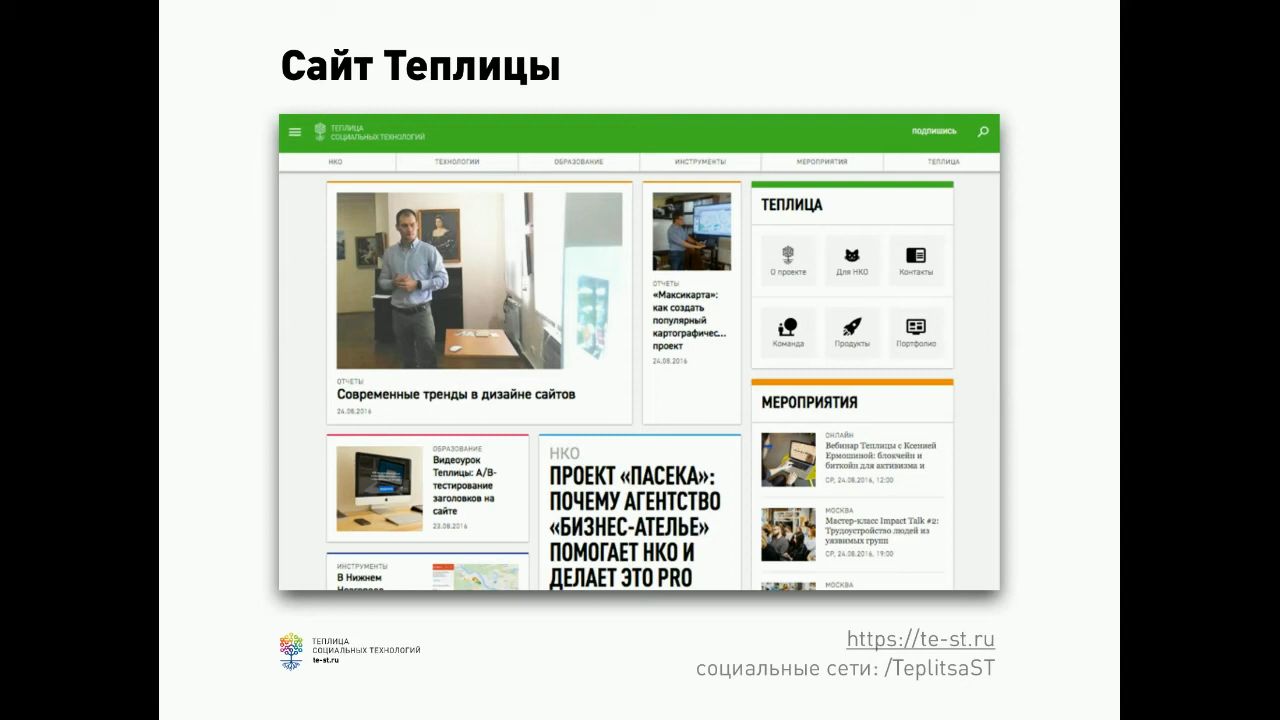 Сайт Теплицы
ТЕПЛИЦА
СОЦИАЛЬНЫХ ТЕХНОЛОГИЙ
ПОДПИШИСЬ
НКО
ТЕХНОЛОГИИ
ОБРАЗОВАНИЕ
ИНСТРУМЕНТЫ
МЕРОПРИЯТИЯ
ТЕПЛИЦА
ОТЧЕТЫ
Современные тренды в дизайне сайтов
24.08.2016
ОТЧЕТЫ
«Максикарта»:
как создать
популярный
картографичес...
проект
24.08.2016
ТЕПЛИЦА
О проекте
Для НКО
Контакты
Команда
Продукты
Портфолио
МЕРОПРИЯТИЯ
ОНЛАЙН
Вебинар Теплицы с Ксенией
Ермошиной: блокчейн и
биткойн для активизма и
СР, 24.08.2016, 12:00
МОСКВА
Мастер-класс Impact Talk #2:
Трудоустройство людей из
уязвимых групп
СР, 24.08.2016, 19:00
МОСКВА
ОБРАЗОВАНИЕ
Видеоурок
Теплицы: A/B-
тестирование
заголовков на
сайте
23.08.2016
НКО
ПРОЕКТ «ПАСЕКА»:
ПОЧЕМУ АГЕНТСТВО
«БИЗНЕС-АТЕЛЬЕ»
ПОМОГАЕТ НКО И
ДЕЛАЕТ ЭТО PRO
ИНСТРУМЕНТЫ
В Нижнем
Новгороде
ТЕПЛИЦА
СОЦИАЛЬНЫХ ТЕХНОЛОГИЙ
te-st.ru
https://te-st.ru
социальные сети: /TeplitsaST